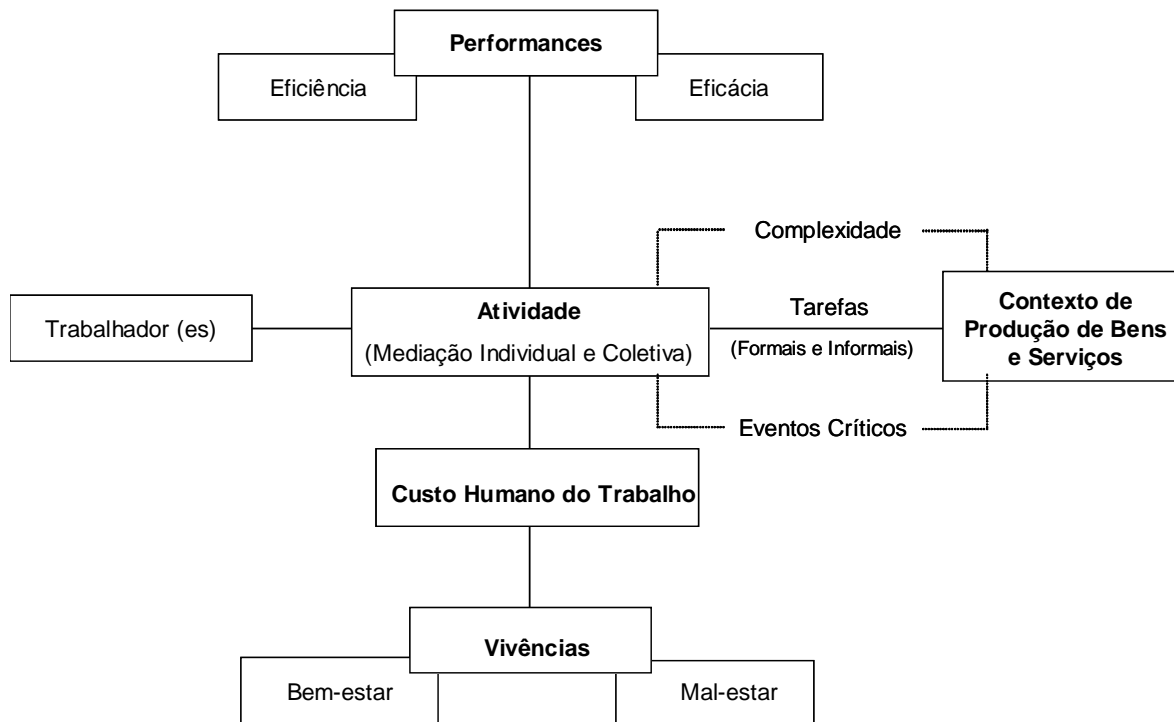 Performances
Eficiência
Eficácia
Complexidade
Trabalhador (es)
Atividade
(Mediação Individual e Coletiva)
Tarefas
(Formais e Informais)
Contexto de
Produção de Bens
e Serviços
Eventos Críticos
Custo Humano do Trabalho
Vivências
Bem-estar
Mal-estar